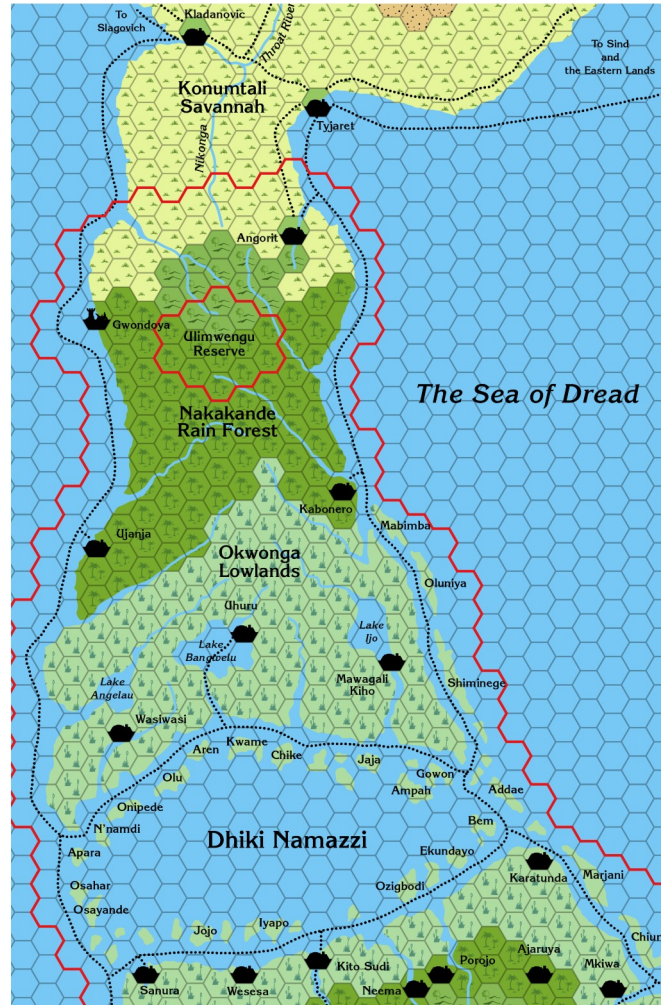 To
Slagovich
Kladanovic
Throat River
To Sind
and
the Eastern Lands
Konumtali
Savannah
Tyjaret
Nikonga
Angorit
Gwondoya
Ulimwengu
Reserve
The Sea of Dread
Nakakande
Rain Forest
Kabonero
Mabimba
Ujanja
Okwonga
Lowlands
Oluniya
Uhuru
Lake
Ijo
Lake
Bangwelu
Mawagali
Kiho
Shiminege
Lake
Angelau
Wasiwasi
Kwame
Aren
Chike
Jaja
Gowon
Olu
Ampah
Addae
Onipede
Bem
N'namdi
Dhiki Namazzi
Apara
Ekundayo
Karatunda
Marjani
Osahar
Ozigbodi
Osayande
Iyapo
Jojo
Chiun
Kito Sudi
Porojo
Ajaruya
Mkiwa
Sanura
Wesesa
Neema